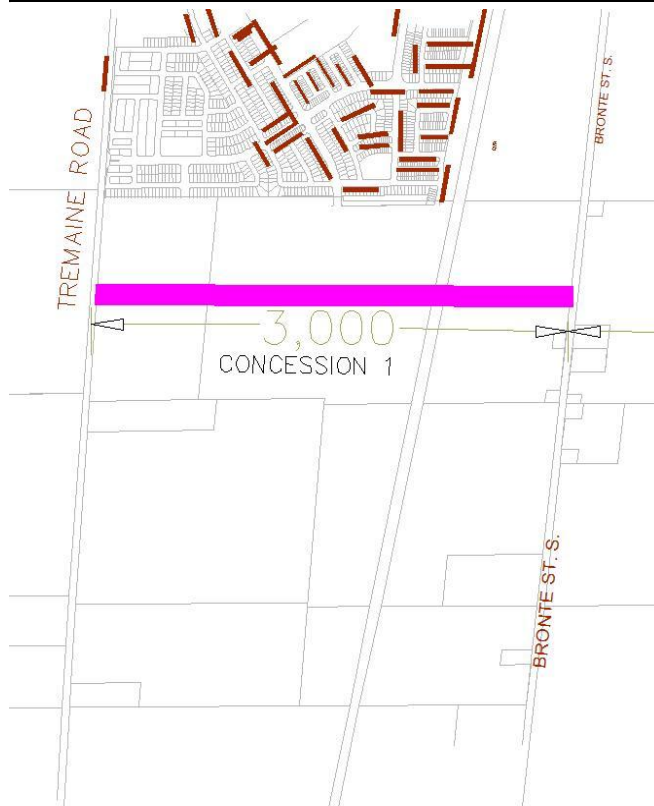 BRONTE ST. S.
TREMAINE ROAD
3,000
CONCESSION 1
BRONTE ST. S.